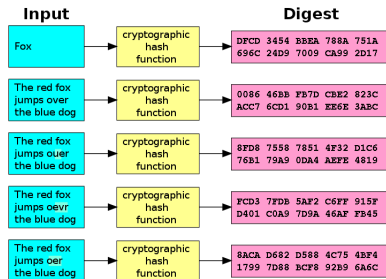 Input Digest
Fox
cryptographic
hash
function
DFCD 3454 BBEA 788A 751A
696C 24D9 7009 CA99 2D17
The red fox
jumps over
the blue dog
cryptographic
hash
function
0086 46BB FB7D CBE2 823C
ACC7 6CD1 90B1 EE6E 3ABC
The red fox
jumps ouer
the blue dog
cryptographic
hash
function
8FD8 7558 7851 4F32 D1C6
76B1 79A9 0DA4 AEFE 4819
The red fox
jumps oevr
the blue dog
cryptographic
hash
function
FCD3 7FDB 5AF2 C6FF 915F
D401 C0A9 7D9A 46AF FB45
The red fox
jumps oer
the blue dog
cryptographic
hash
function
8ACA D682 D588 4C75 4BF4
1799 7D88 BCF8 92B9 6A6C